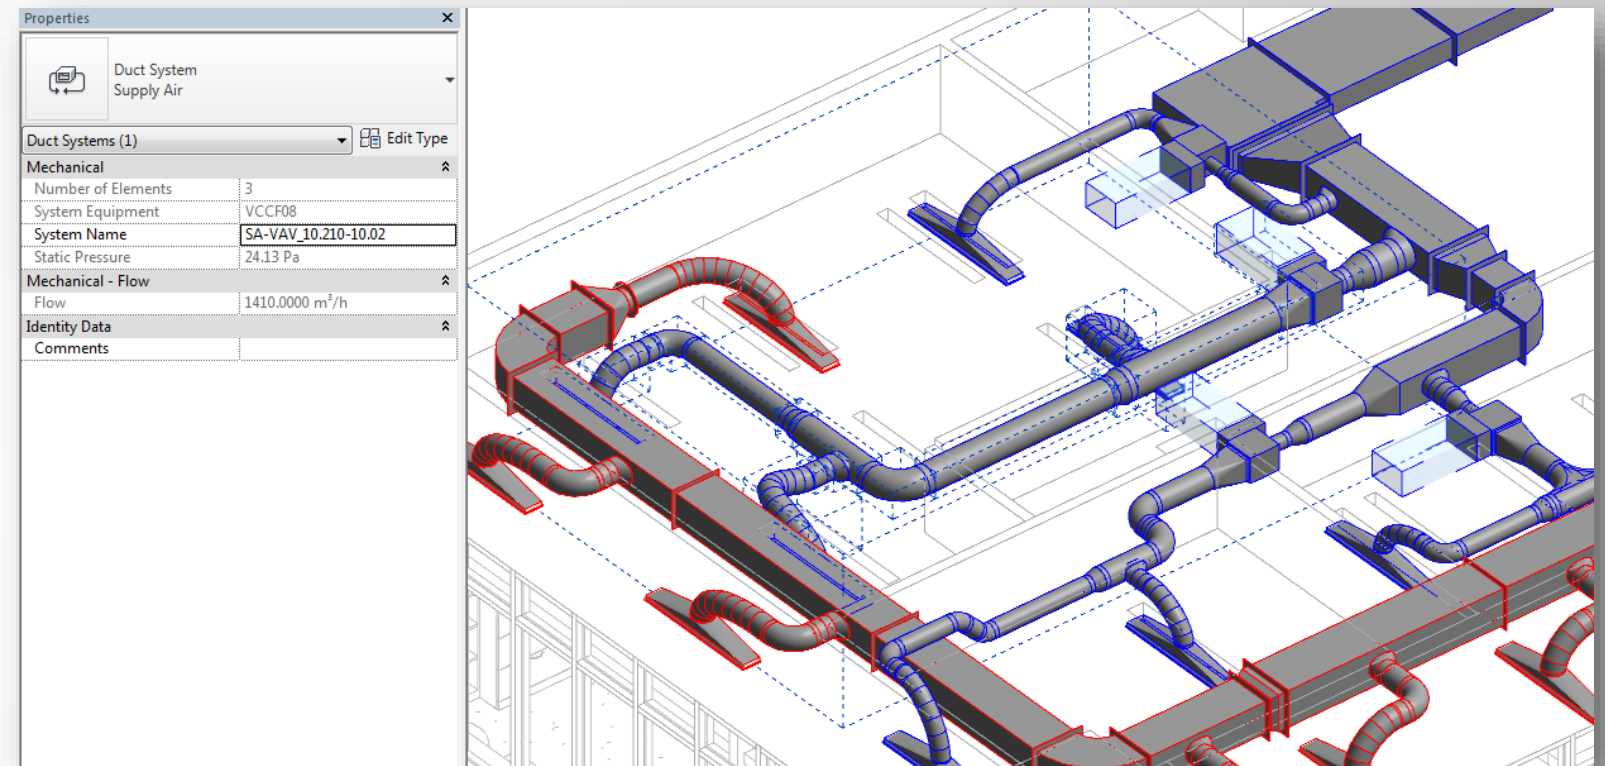 Properties
Duct System
Supply Air
Duct Systems (1)
Edit Type
Mechanical
Number of Elements 3
System Equipment VCCF08
System Name SA-VAV_10.210-10.02
Static Pressure 24.13 Pa
Mechanical - Flow
Flow 1410.0000 m³/h
Identity Data
Comments